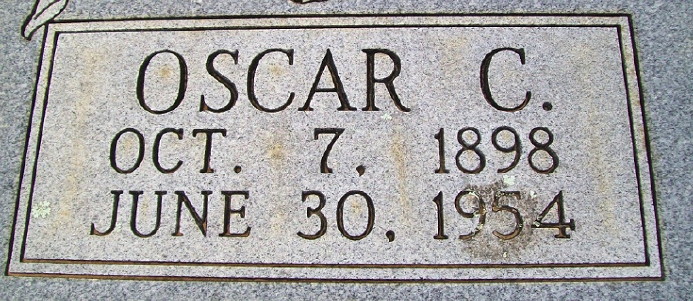 OSCAR C.
OCT. 7, 1898
JUNE 30, 1954